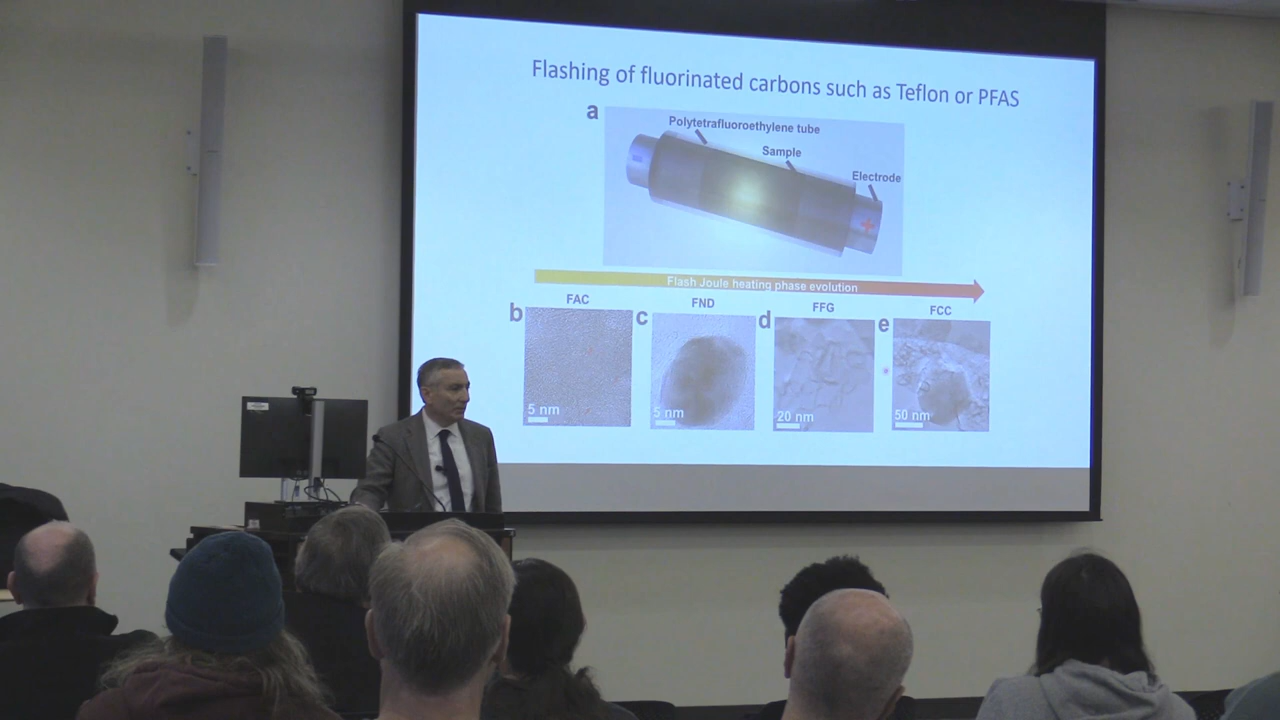 Flashing of fluorinated carbons such as Teflon or PFAS
a
Polytetrafluoroethylene tube
Sample
Electrode
+
Flash Joule heating phase evolution
b FAC
c FND
d FFG
e FCC
5 nm
5 nm
20 nm
50 nm